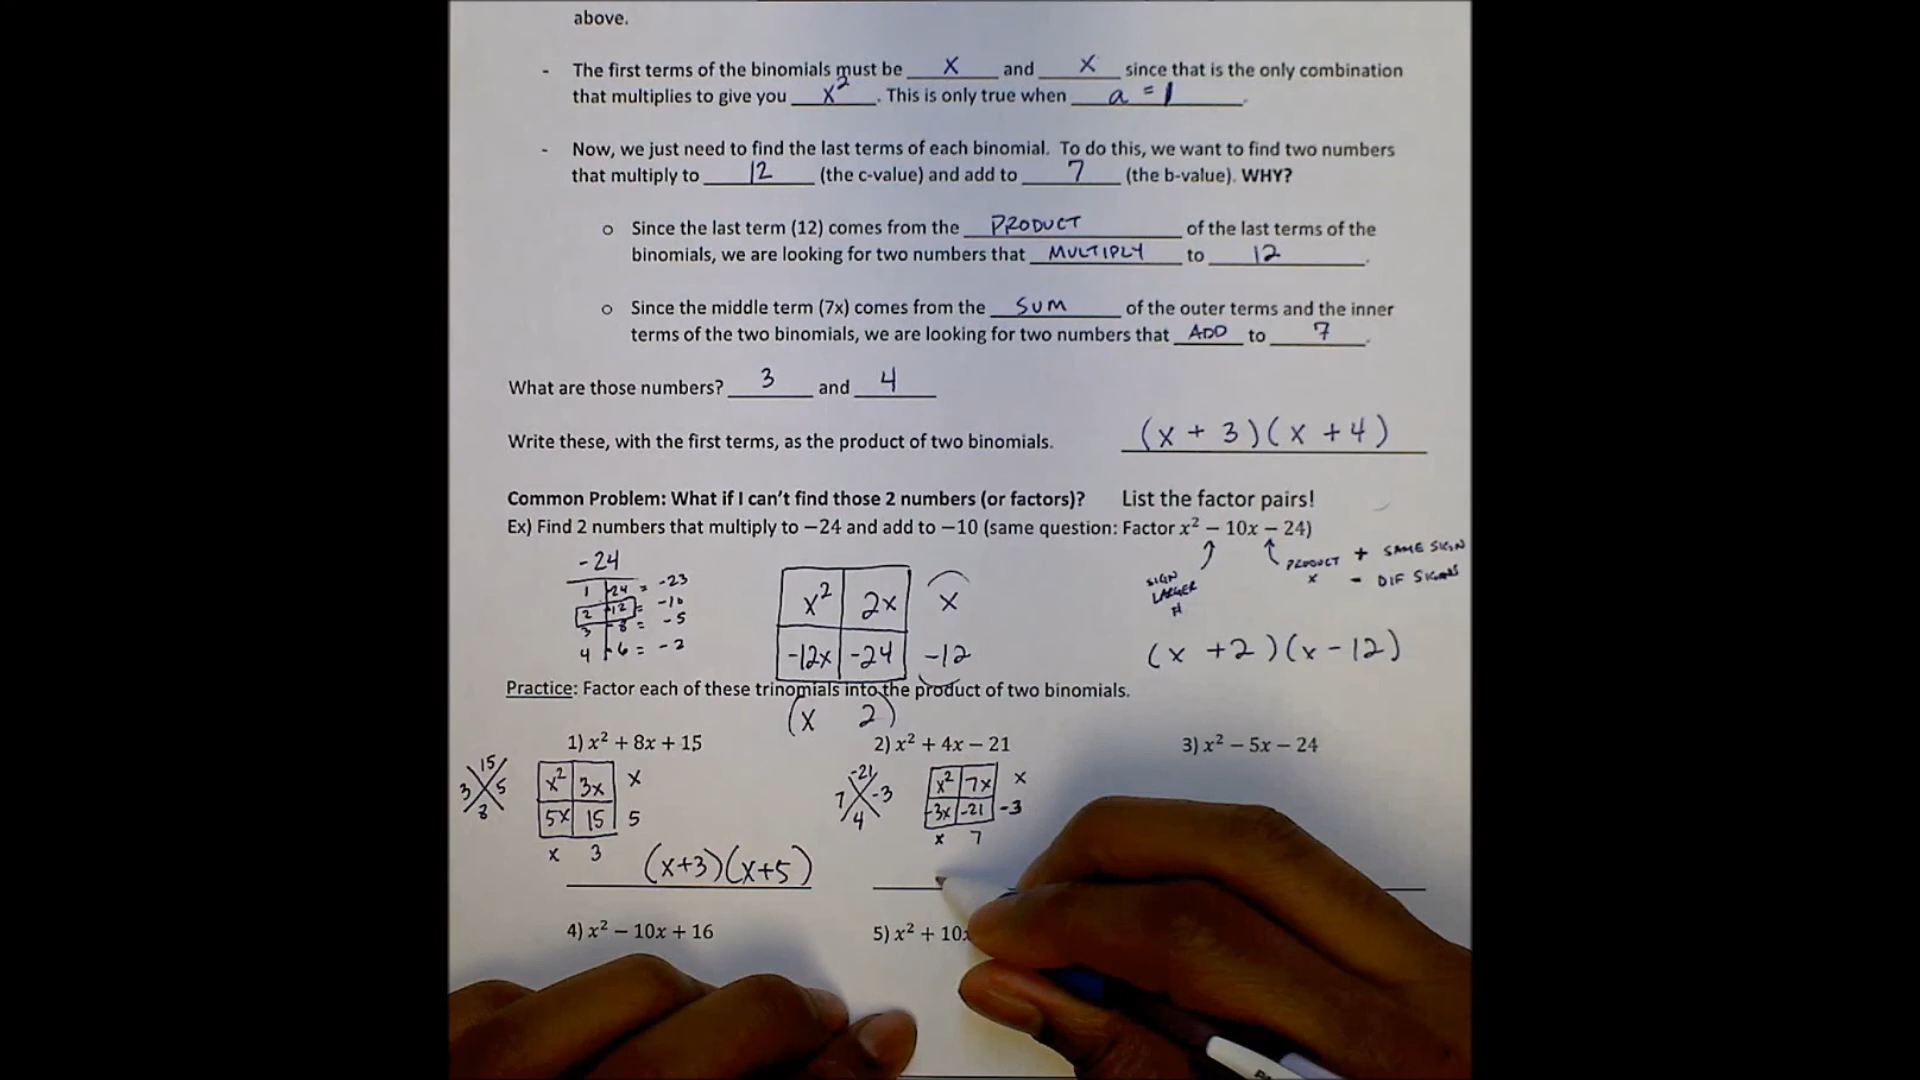 above.
- The first terms of the binomials must be x and x since that is the only combination
that multiplies to give you x². This is only true when a = 1.
- Now, we just need to find the last terms of each binomial. To do this, we want to find two numbers
that multiply to 12 (the c-value) and add to 7 (the b-value). WHY?
o Since the last term (12) comes from the PRODUCT of the last terms of the
binomials, we are looking for two numbers that MULTIPLY to 12.
o Since the middle term (7x) comes from the SUM of the outer terms and the inner
terms of the two binomials, we are looking for two numbers that ADD to 7.
What are those numbers? 3 and 4
Write these, with the first terms, as the product of two binomials. (x + 3)(x + 4)
Common Problem: What if I can't find those 2 numbers (or factors)? List the factor pairs!
Ex) Find 2 numbers that multiply to −24 and add to −10 (same question: Factor x² − 10x − 24)
-24
1 -24 = -23
2 -12 = -10
3 -8 = -5
4 -6 = -2
x² 2x x
-12x -24 -12
(x 2)
SIGN
LARGER
#
PRODUCT
x
+ SAME SIGN
- DIF SIGNS
(x +2)(x -12)
Practice: Factor each of these trinomials into the product of two binomials.
1) x² + 8x + 15
15
3 5
8
x² 3x x
5x 15 5
x 3
(x+3)(x+5)
2) x² + 4x − 21
-21
7 -3
4
x² 7x x
-3x -21 -3
x 7
3) x² − 5x − 24
4) x² − 10x + 16
5) x² + 10x